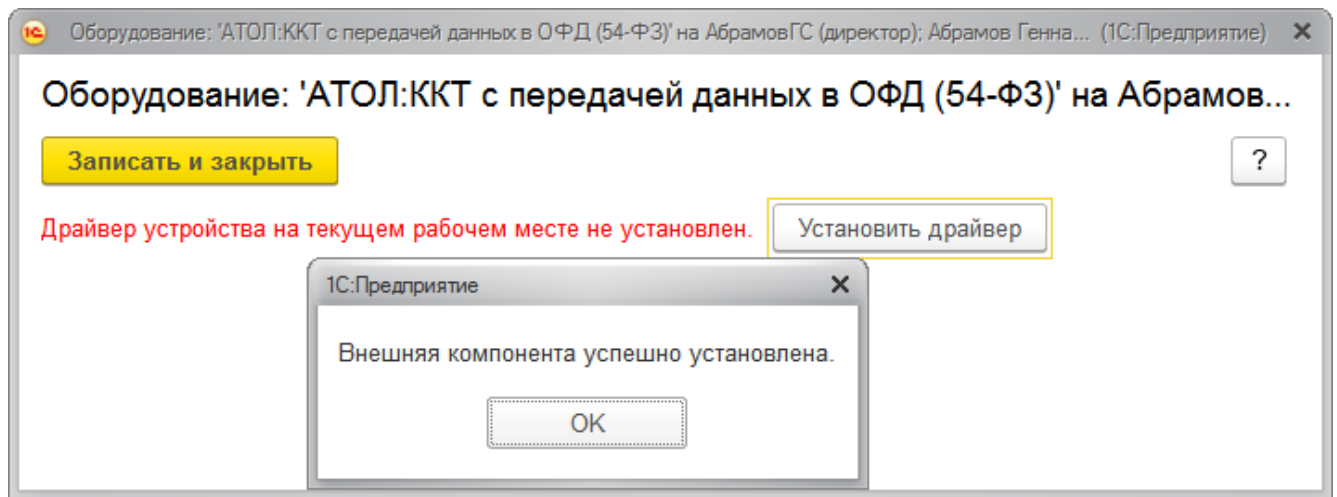 1С Оборудование: 'АТОЛ:ККТ с передачей данных в ОФД (54-ФЗ)' на АбрамовГС (директор); Абрамов Генна... (1С:Предприятие)
Оборудование: 'АТОЛ:ККТ с передачей данных в ОФД (54-ФЗ)' на Абрамов...
Записать и закрыть ?
Драйвер устройства на текущем рабочем месте не установлен. Установить драйвер
1С:Предприятие
Внешняя компонента успешно установлена.
OK